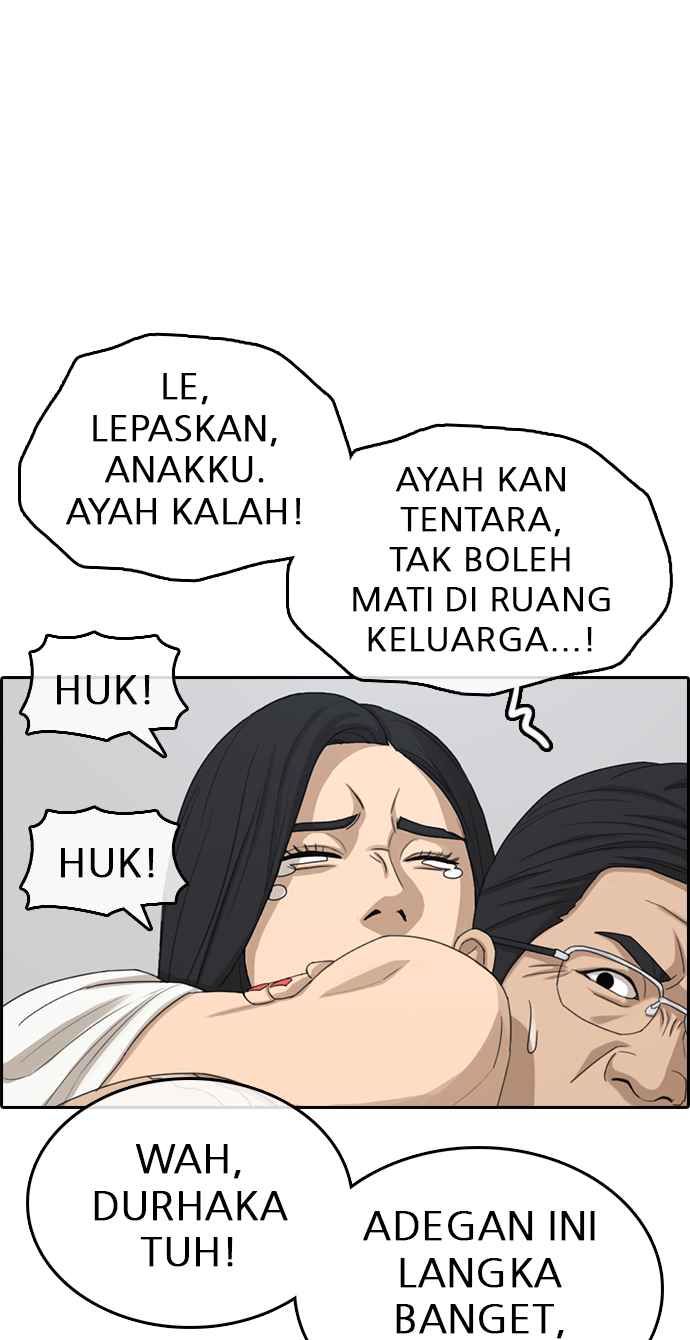 LE,
LEPASKAN,
ANAKKU.
AYAH KALAH!
AYAH KAN
TENTARA,
TAK BOLEH
MATI DI RUANG
KELUARGA...!
HUK!
HUK!
WAH,
DURHAKA
TUH!
ADEGAN INI
LANGKA
BANGET,